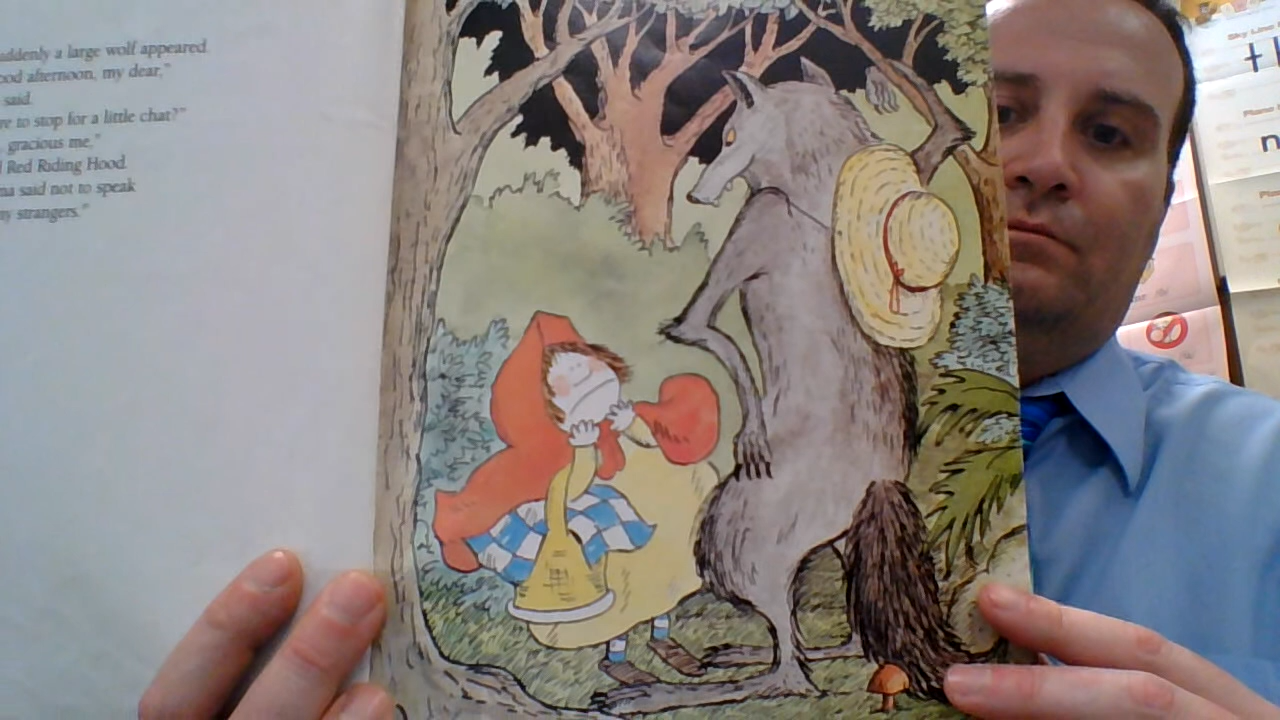 uddenly a large wolf appeared.
ood afternoon, my dear,"
said.
re to stop for a little chat?"
gracious me,"
Red Riding Hood.
na said not to speak
ny strangers."